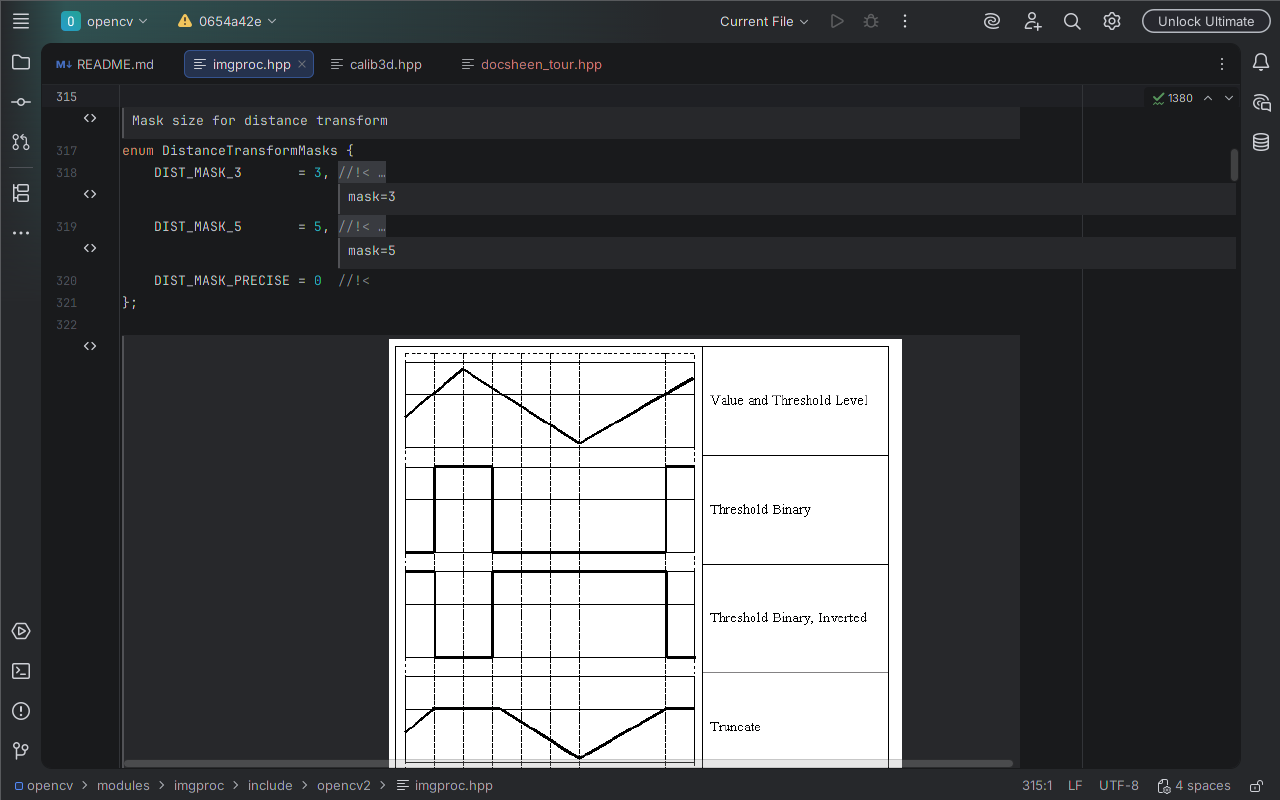 opencv
0654a42e
Current File
Unlock Ultimate
README.md
imgproc.hpp
calib3d.hpp
docsheen_tour.hpp
315
1380
Mask size for distance transform
317 enum DistanceTransformMasks {
318 DIST_MASK_3 = 3, //!< …
mask=3
319 DIST_MASK_5 = 5, //!< …
mask=5
320 DIST_MASK_PRECISE = 0 //!<
321 };
322
Value and Threshold Level
Threshold Binary
Threshold Binary, Inverted
Truncate
opencv > modules > imgproc > include > opencv2 > imgproc.hpp
315:1 LF UTF-8 4 spaces